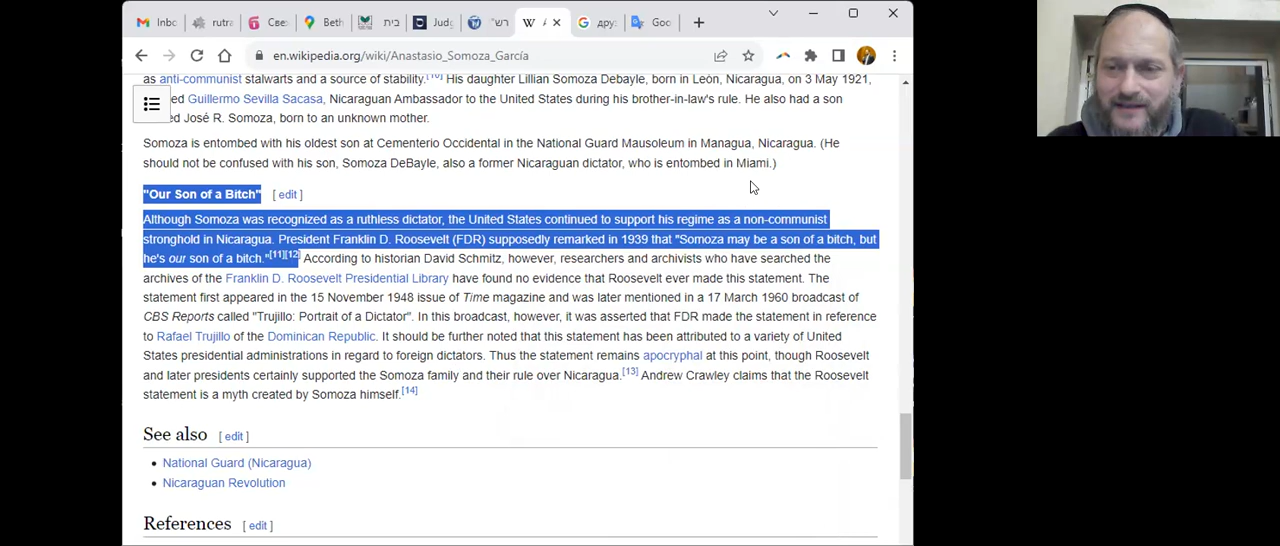 Inbo
rutra
Све
Beth
בית
Judg
רש"י
W
дру
Goo
en.wikipedia.org/wiki/Anastasio_Somoza_García
as anti-communist stalwarts and a source of stability.[10] His daughter Lillian Somoza Debayle, born in León, Nicaragua, on 3 May 1921,
ed Guillermo Sevilla Sacasa, Nicaraguan Ambassador to the United States during his brother-in-law's rule. He also had a son
ed José R. Somoza, born to an unknown mother.
Somoza is entombed with his oldest son at Cementerio Occidental in the National Guard Mausoleum in Managua, Nicaragua. (He
should not be confused with his son, Somoza DeBayle, also a former Nicaraguan dictator, who is entombed in Miami.)
"Our Son of a Bitch" [ edit ]
Although Somoza was recognized as a ruthless dictator, the United States continued to support his regime as a non-communist
stronghold in Nicaragua. President Franklin D. Roosevelt (FDR) supposedly remarked in 1939 that "Somoza may be a son of a bitch, but
he's our son of a bitch."[11][12] According to historian David Schmitz, however, researchers and archivists who have searched the
archives of the Franklin D. Roosevelt Presidential Library have found no evidence that Roosevelt ever made this statement. The
statement first appeared in the 15 November 1948 issue of Time magazine and was later mentioned in a 17 March 1960 broadcast of
CBS Reports called "Trujillo: Portrait of a Dictator". In this broadcast, however, it was asserted that FDR made the statement in reference
to Rafael Trujillo of the Dominican Republic. It should be further noted that this statement has been attributed to a variety of United
States presidential administrations in regard to foreign dictators. Thus the statement remains apocryphal at this point, though Roosevelt
and later presidents certainly supported the Somoza family and their rule over Nicaragua.[13] Andrew Crawley claims that the Roosevelt
statement is a myth created by Somoza himself.[14]
See also [ edit ]
• National Guard (Nicaragua)
• Nicaraguan Revolution
References [ edit ]